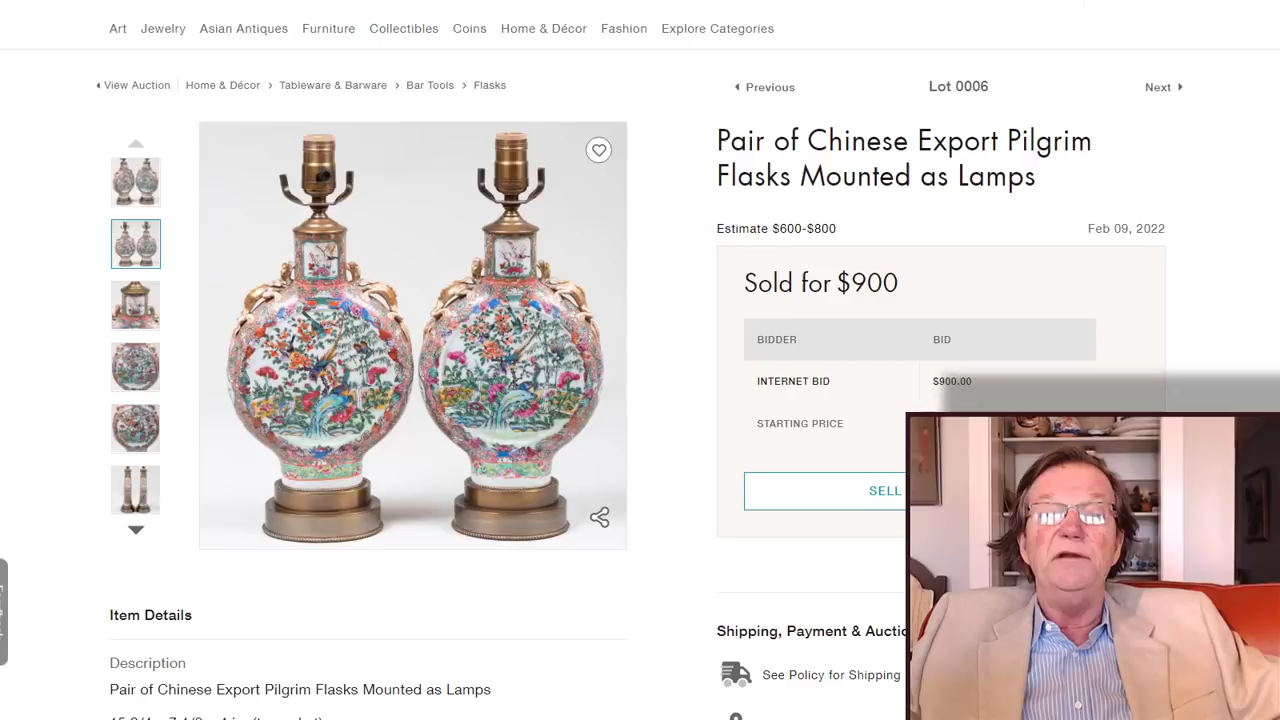 Art Jewelry Asian Antiques Furniture Collectibles Coins Home & Décor Fashion Explore Categories
View Auction Home & Décor > Tableware & Barware > Bar Tools > Flasks
Previous Lot 0006 Next
Pair of Chinese Export Pilgrim
Flasks Mounted as Lamps
Estimate $600-$800 Feb 09, 2022
Sold for $900
BIDDER BID
INTERNET BID $900.00
STARTING PRICE
SELL
Item Details
Shipping, Payment & Auctio
Description
See Policy for Shipping
Pair of Chinese Export Pilgrim Flasks Mounted as Lamps